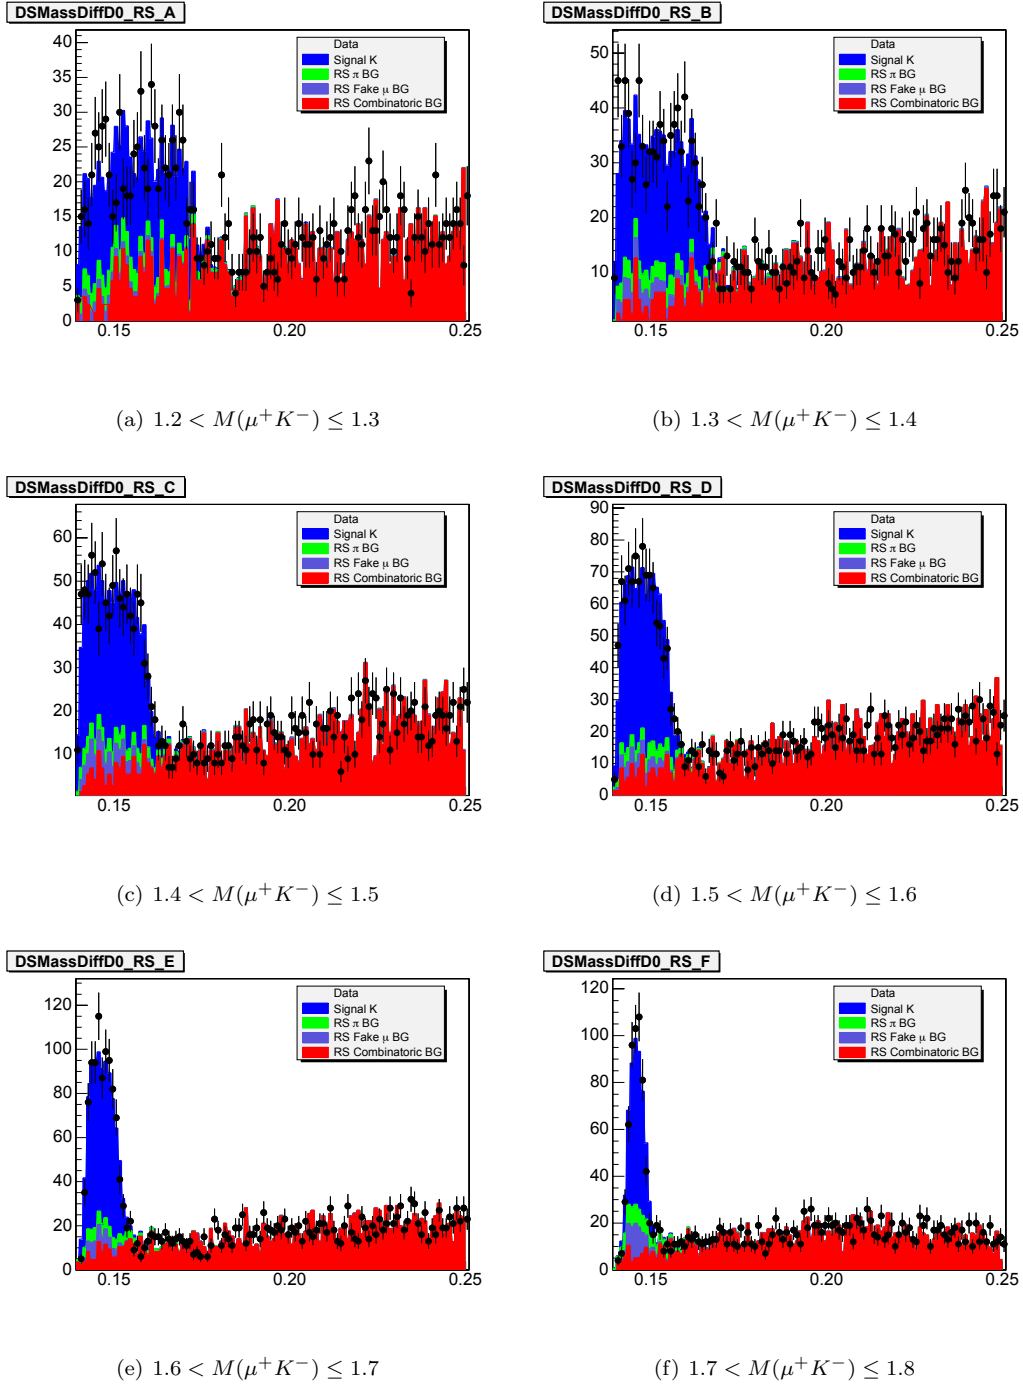 DSMassDiffD0_RS_A
Data
Signal K
RS π BG
RS Fake μ BG
RS Combinatoric BG
40
35
30
25
20
15
10
5
0
0.15 0.20 0.25
(a) 1.2 < M(μ⁺K⁻) ≤ 1.3
DSMassDiffD0_RS_B
Data
Signal K
RS π BG
RS Fake μ BG
RS Combinatoric BG
50
40
30
20
10
0.15 0.20 0.25
(b) 1.3 < M(μ⁺K⁻) ≤ 1.4
DSMassDiffD0_RS_C
Data
Signal K
RS π BG
RS Fake μ BG
RS Combinatoric BG
60
50
40
30
20
10
0.15 0.20 0.25
(c) 1.4 < M(μ⁺K⁻) ≤ 1.5
DSMassDiffD0_RS_D
Data
Signal K
RS π BG
RS Fake μ BG
RS Combinatoric BG
90
80
70
60
50
40
30
20
10
0
0.15 0.20 0.25
(d) 1.5 < M(μ⁺K⁻) ≤ 1.6
DSMassDiffD0_RS_E
Data
Signal K
RS π BG
RS Fake μ BG
RS Combinatoric BG
120
100
80
60
40
20
0
0.15 0.20 0.25
(e) 1.6 < M(μ⁺K⁻) ≤ 1.7
DSMassDiffD0_RS_F
Data
Signal K
RS π BG
RS Fake μ BG
RS Combinatoric BG
120
100
80
60
40
20
0
0.15 0.20 0.25
(f) 1.7 < M(μ⁺K⁻) ≤ 1.8